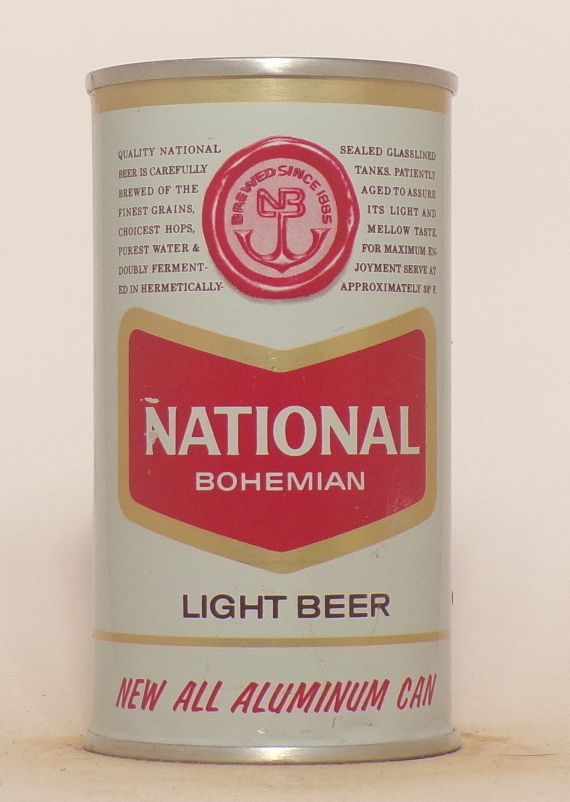 QUALITY NATIONAL
BEER IS CAREFULLY
BREWED OF THE
FINEST GRAINS,
CHOICEST HOPS,
PUREST WATER &
DOUBLY FERMENT-
ED IN HERMETICALLY-
BREWED SINCE 1885
NB
SEALED GLASSLINED
TANKS. PATIENTLY
AGED TO ASSURE
ITS LIGHT AND
MELLOW TASTE.
FOR MAXIMUM EN-
JOYMENT SERVE AT
APPROXIMATELY 38° F.
NATIONAL
BOHEMIAN
LIGHT BEER
NEW ALL ALUMINUM CAN